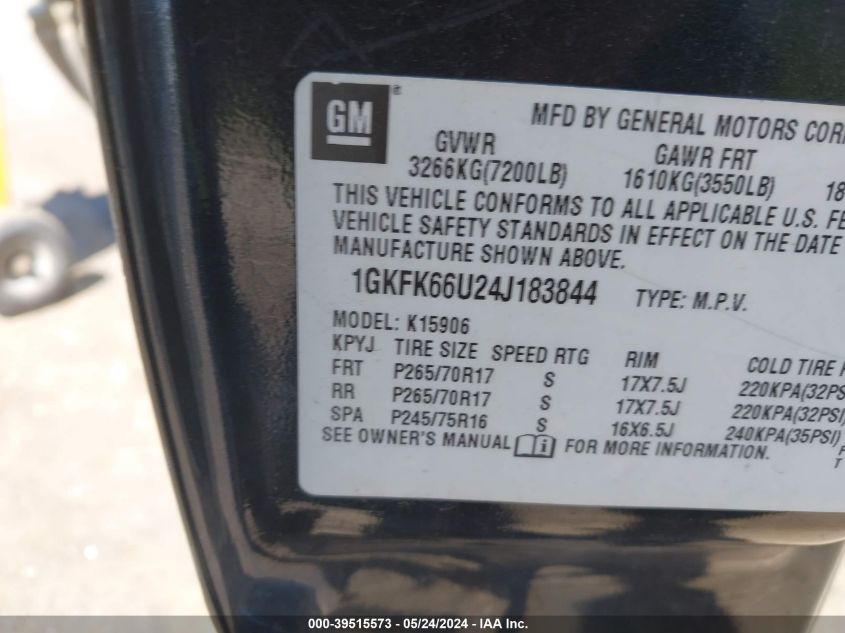 GM®
MFD BY GENERAL MOTORS
GVWR GAWR FRT
3266KG(7200LB) 1610KG(3550LB) 18
THIS VEHICLE CONFORMS TO ALL APPLICABLE U.S.
VEHICLE SAFETY STANDARDS IN EFFECT ON THE DATE
MANUFACTURE SHOWN ABOVE.
1GKFK66U24J183844 TYPE: M.P.V.
MODEL: K15906
KPYJ TIRE SIZE SPEED RTG RIM COLD TIRE
FRT P265/70R17 S 17X7.5J 220KPA(32PSI
RR P265/70R17 S 17X7.5J 220KPA(32PSI)
SPA P245/75R16 S 16X6.5J 240KPA(35PSI)
SEE OWNER'S MANUAL i FOR MORE INFORMATION.
000-39515573 - 05/24/2024 - IAA Inc.